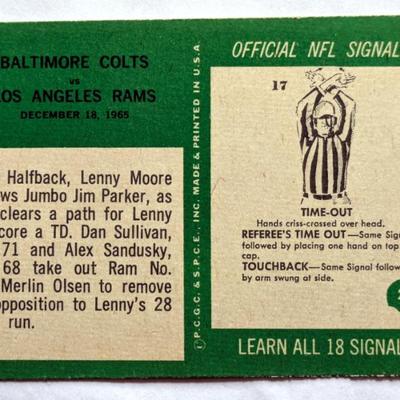 BALTIMORE COLTS
VS
LOS ANGELES RAMS
DECEMBER 18, 1965
Halfback, Lenny Moore
ws Jumbo Jim Parker, as
clears a path for Lenny
core a TD. Dan Sullivan,
71 and Alex Sandusky,
68 take out Ram No.
Merlin Olsen to remove
opposition to Lenny's 28
run.
© P.C.G.C. & S.P.C.E., INC. MADE & PRINTED IN U.S.A.
OFFICIAL NFL SIGNAL
17
TIME-OUT
Hands criss-crossed over head.
REFEREE'S TIME OUT—Same Sign
followed by placing one hand on top
cap.
TOUCHBACK—Same Signal followed
by arm swung at side.
LEARN ALL 18 SIGNAL